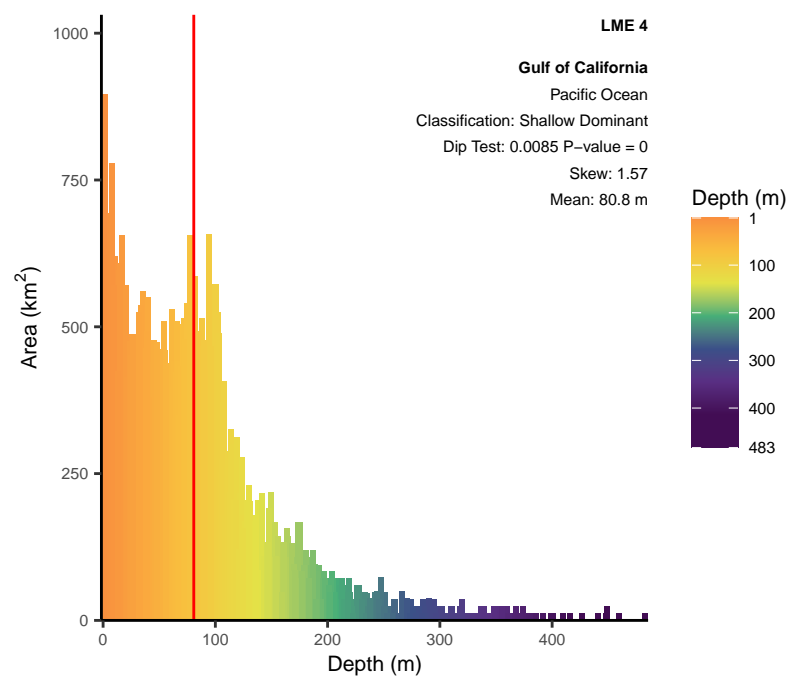 LME 4
Gulf of California
Pacific Ocean
Classification: Shallow Dominant
Dip Test: 0.0085 P−value = 0
Skew: 1.57
Mean: 80.8 m
1000
750
500
250
0
Area (km²)
0 100 200 300 400
Depth (m)
Depth (m)
1
100
200
300
400
483